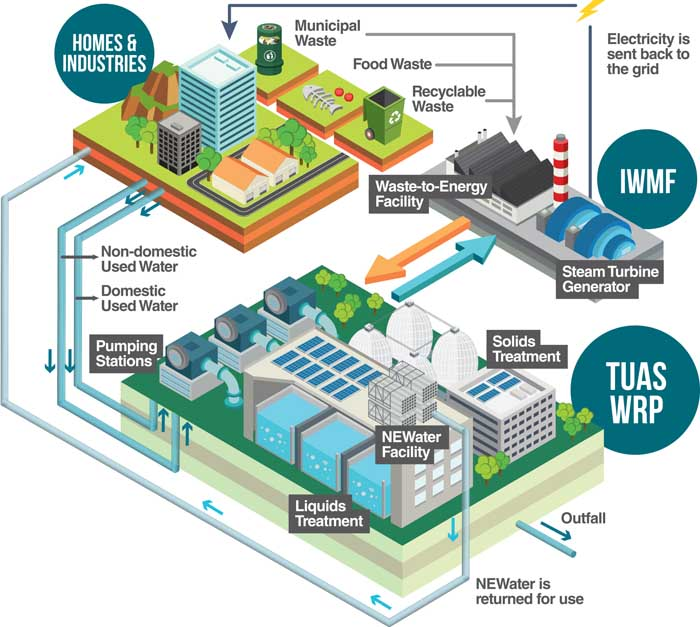 HOMES &
INDUSTRIES
Municipal
Waste
Food Waste
Recyclable
Waste
Electricity is
sent back to
the grid
IWMF
Waste-to-Energy
Facility
Steam Turbine
Generator
Non-domestic
Used Water
Domestic
Used Water
Pumping
Stations
Solids
Treatment
TUAS
WRP
NEWater
Facility
Liquids
Treatment
Outfall
NEWater is
returned for use